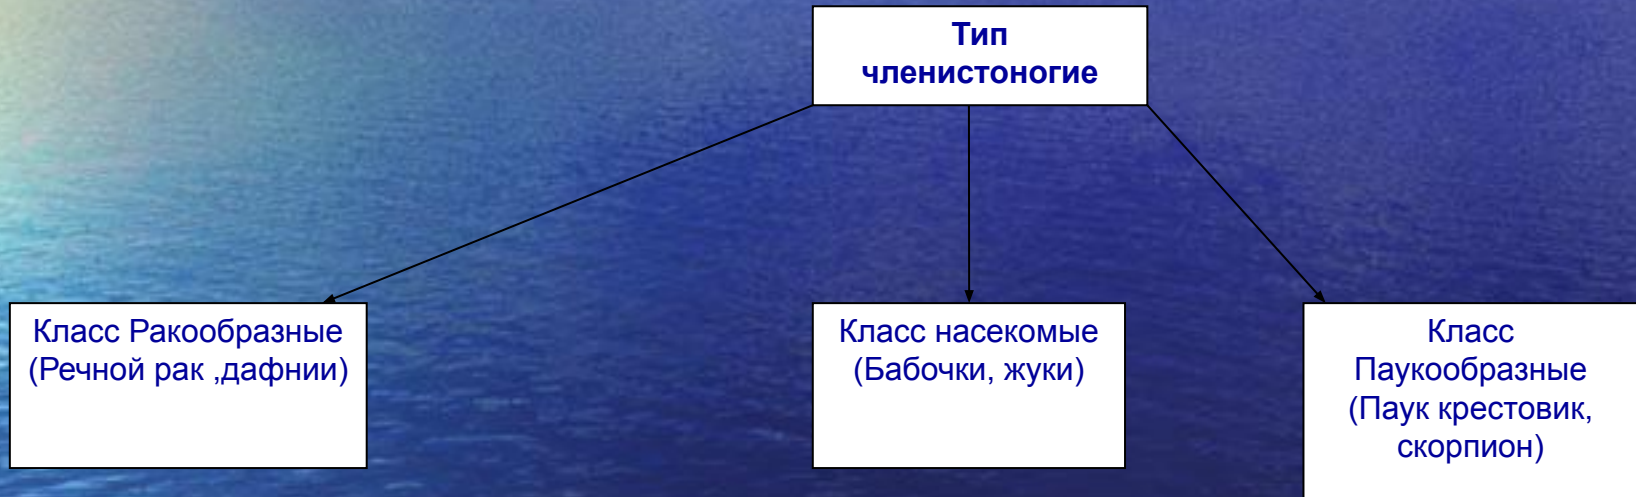 Тип
членистоногие
Класс Ракообразные
(Речной рак ,дафнии)
Класс насекомые
(Бабочки, жуки)
Класс
Паукообразные
(Паук крестовик,
скорпион)